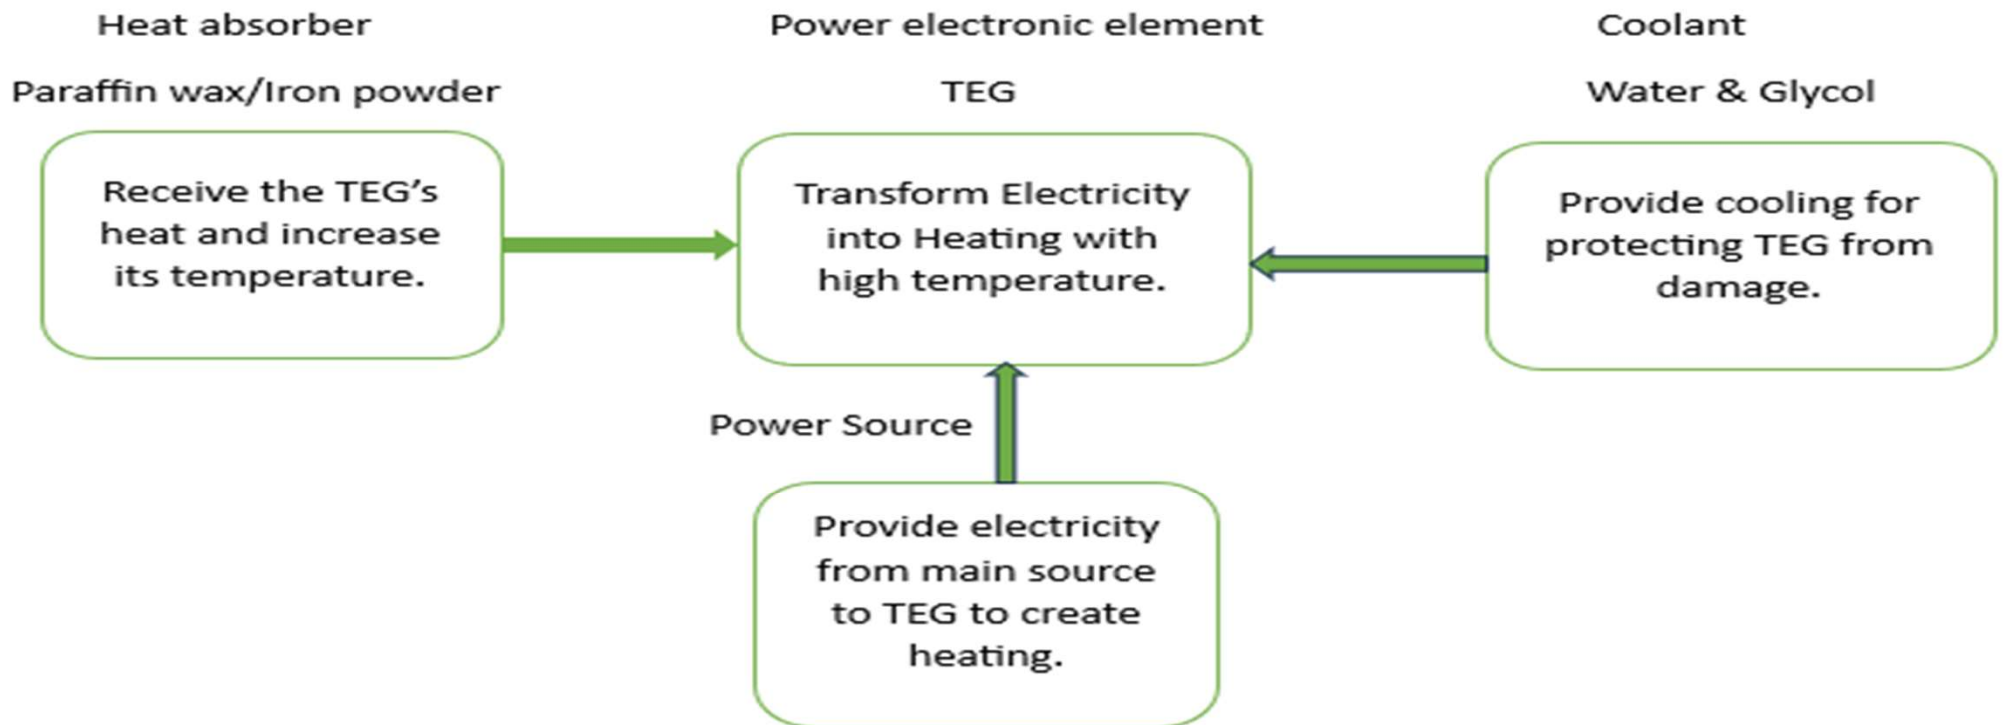 Heat absorber
Paraffin wax/Iron powder
Receive the TEG’s
heat and increase
its temperature.
Power electronic element
TEG
Transform Electricity
into Heating with
high temperature.
Coolant
Water & Glycol
Provide cooling for
protecting TEG from
damage.
Power Source
Provide electricity
from main source
to TEG to create
heating.